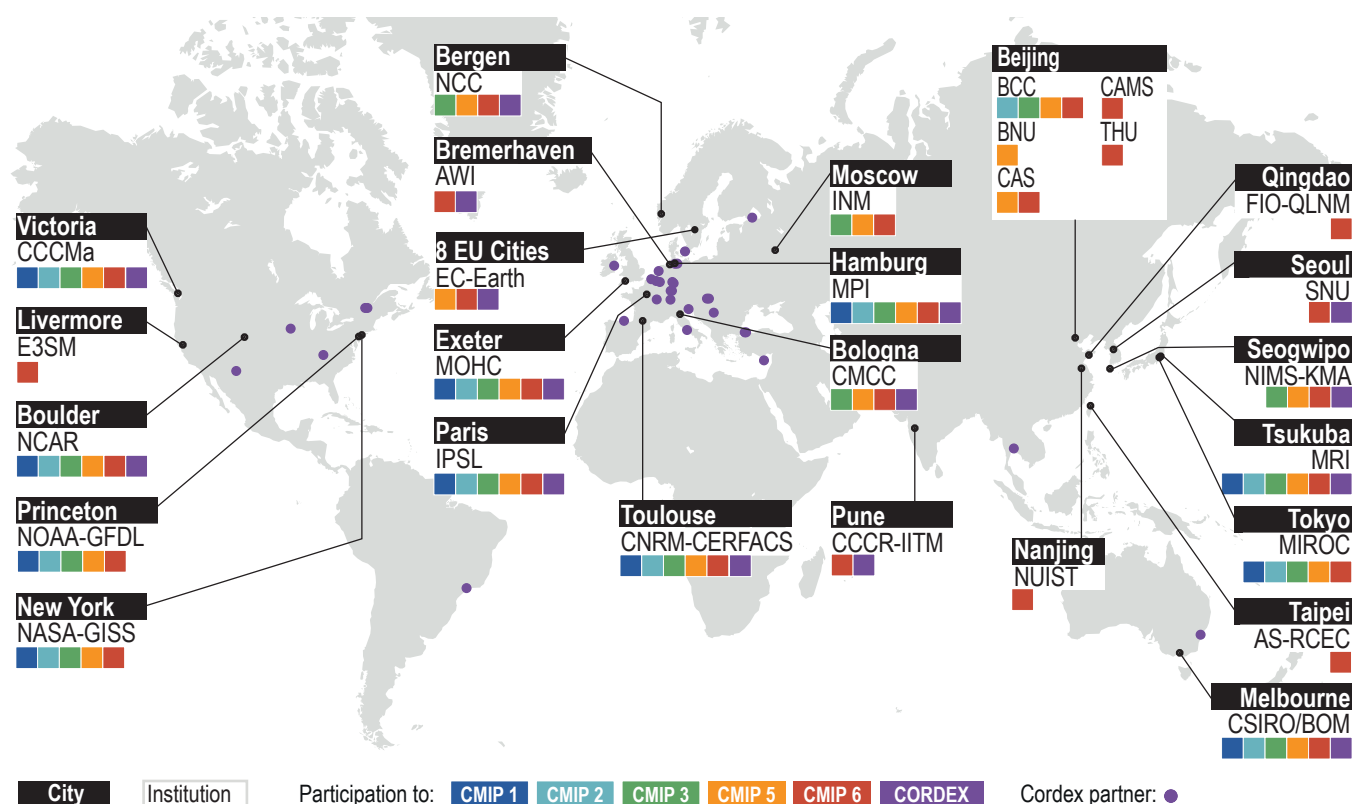 Bergen
NCC
Bremerhaven
AWI
8 EU Cities
EC-Earth
Exeter
MOHC
Paris
IPSL
Victoria
CCCMa
Livermore
E3SM
Boulder
NCAR
Princeton
NOAA-GFDL
New York
NASA-GISS
Toulouse
CNRM-CERFACS
Moscow
INM
Hamburg
MPI
Bologna
CMCC
Pune
CCCR-IITM
Beijing
BCC CAMS
BNU THU
CAS
Nanjing
NUIST
Qingdao
FIO-QLNM
Seoul
SNU
Seogwipo
NIMS-KMA
Tsukuba
MRI
Tokyo
MIROC
Taipei
AS-RCEC
Melbourne
CSIRO/BOM
City Institution Participation to: CMIP 1 CMIP 2 CMIP 3 CMIP 5 CMIP 6 CORDEX Cordex partner: